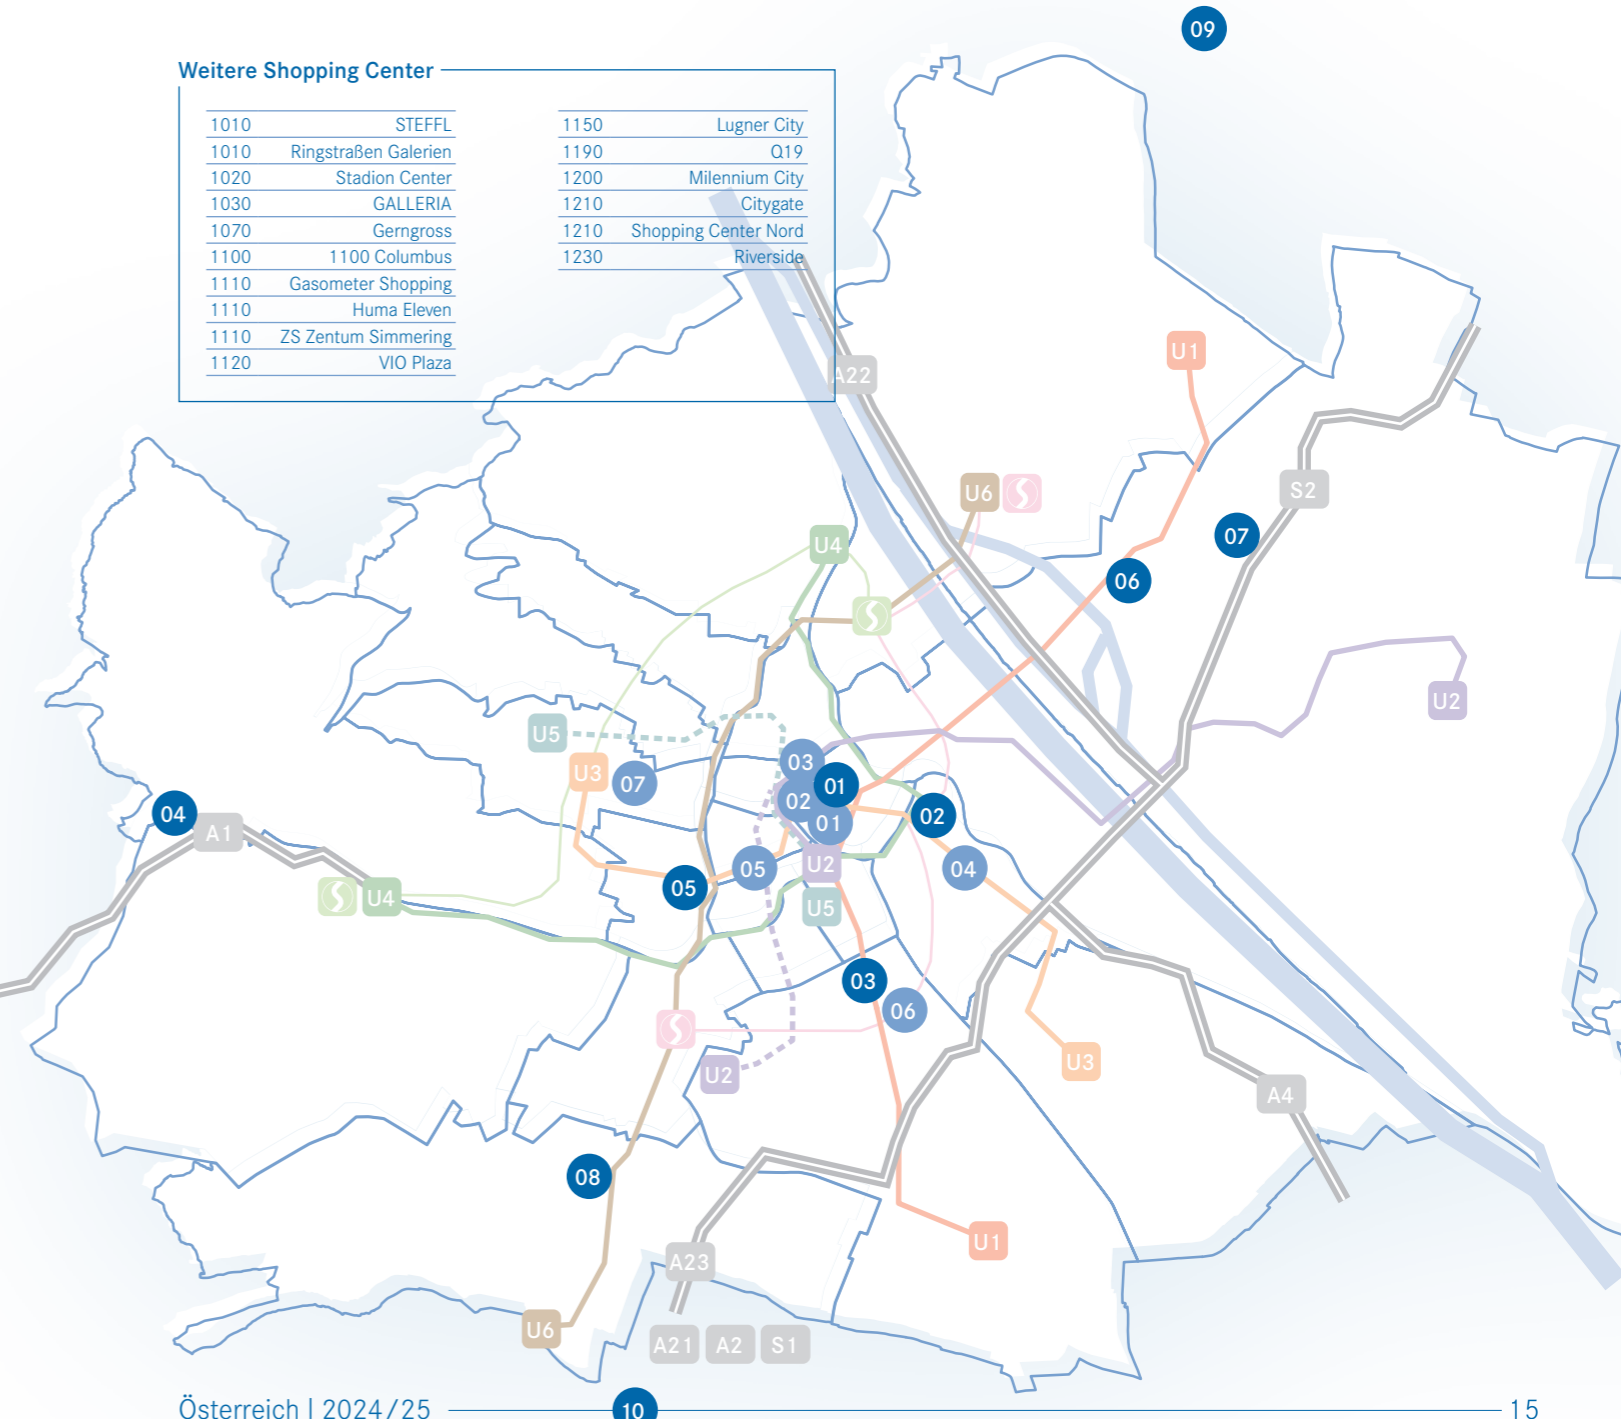 09
Weitere Shopping Center
1010 STEFFL
1010 Ringstraßen Galerien
1020 Stadion Center
1030 GALLERIA
1070 Gerngross
1100 1100 Columbus
1110 Gasometer Shopping
1110 Huma Eleven
1110 ZS Zentum Simmering
1120 VIO Plaza
1150 Lugner City
1190 Q19
1200 Milennium City
1210 Citygate
1210 Shopping Center Nord
1230 Riverside
U1
A22
U6
S2
07
U4
06
U2
U5
03
U3
07
01
02
04
01
02
A1
U2
05
04
05
U4
U5
03
06
U3
U2
A4
08
U1
A23
U6
A21
A2
S1
Österreich | 2024/25
10
15